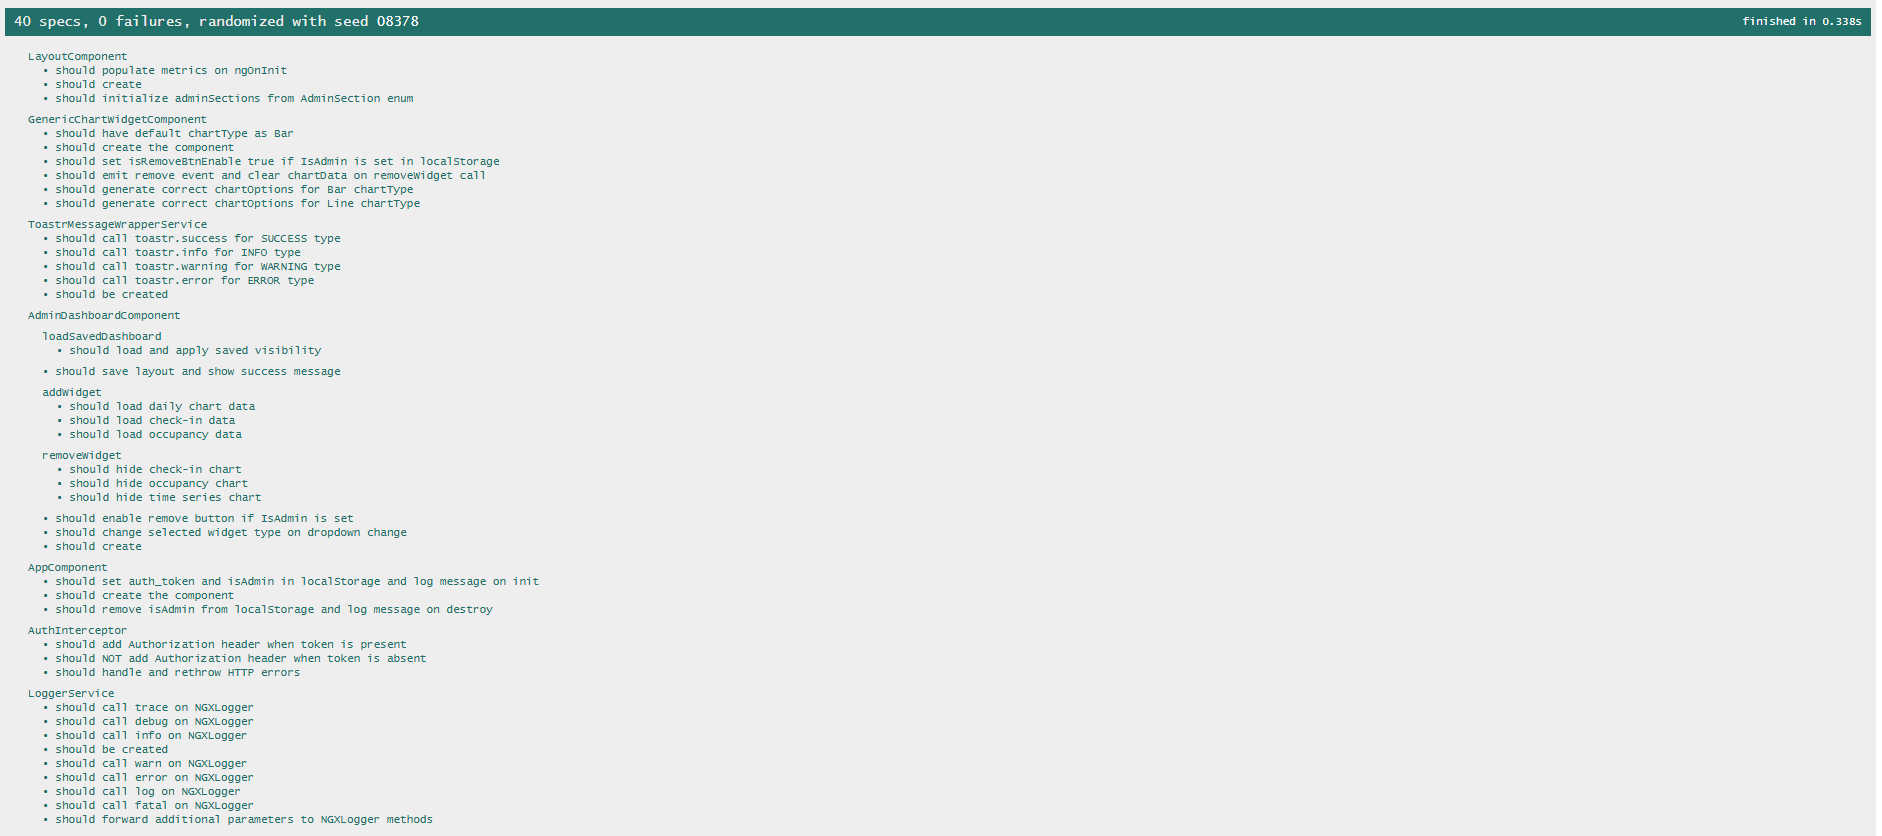 40 specs, 0 failures, randomized with seed 08378
finished in 0.338s
LayoutComponent
• should populate metrics on ngOnInit
• should create
• should initialize adminSections from AdminSection enum
GenericChartWidgetComponent
• should have default chartType as Bar
• should create the component
• should set isRemoveBtnEnable true if IsAdmin is set in localStorage
• should emit remove event and clear chartData on removeWidget call
• should generate correct chartOptions for Bar chartType
• should generate correct chartOptions for Line chartType
ToastrMessageWrapperService
• should call toastr.success for SUCCESS type
• should call toastr.info for INFO type
• should call toastr.warning for WARNING type
• should call toastr.error for ERROR type
• should be created
AdminDashboardComponent
loadSavedDashboard
• should load and apply saved visibility
• should save layout and show success message
addWidget
• should load daily chart data
• should load check-in data
• should load occupancy data
removeWidget
• should hide check-in chart
• should hide occupancy chart
• should hide time series chart
• should enable remove button if IsAdmin is set
• should change selected widget type on dropdown change
• should create
AppComponent
• should set auth_token and isAdmin in localStorage and log message on init
• should create the component
• should remove isAdmin from localStorage and log message on destroy
AuthInterceptor
• should add Authorization header when token is present
• should NOT add Authorization header when token is absent
• should handle and rethrow HTTP errors
LoggerService
• should call trace on NGXLogger
• should call debug on NGXLogger
• should call info on NGXLogger
• should be created
• should call warn on NGXLogger
• should call error on NGXLogger
• should call log on NGXLogger
• should call fatal on NGXLogger
• should forward additional parameters to NGXLogger methods